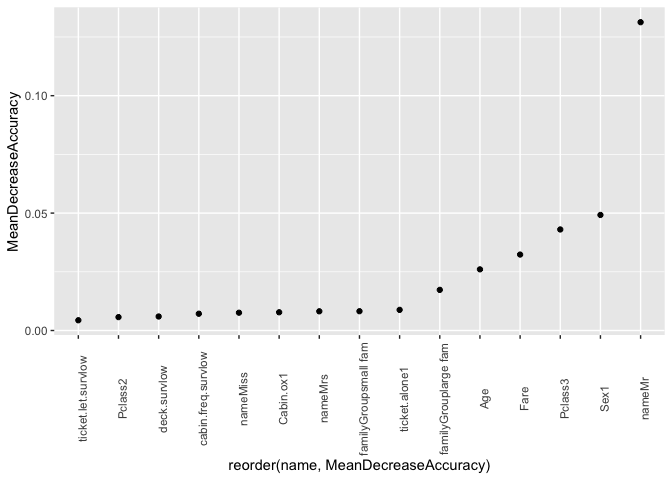 MeanDecreaseAccuracy
0.10
0.05
0.00
ticket.let.survlow
Pclass2
deck.survlow
cabin.freq.survlow
nameMiss
Cabin.ox1
nameMrs
familyGroupsmall fam
ticket.alone1
familyGrouplarge fam
Age
Fare
Pclass3
Sex1
nameMr
reorder(name, MeanDecreaseAccuracy)